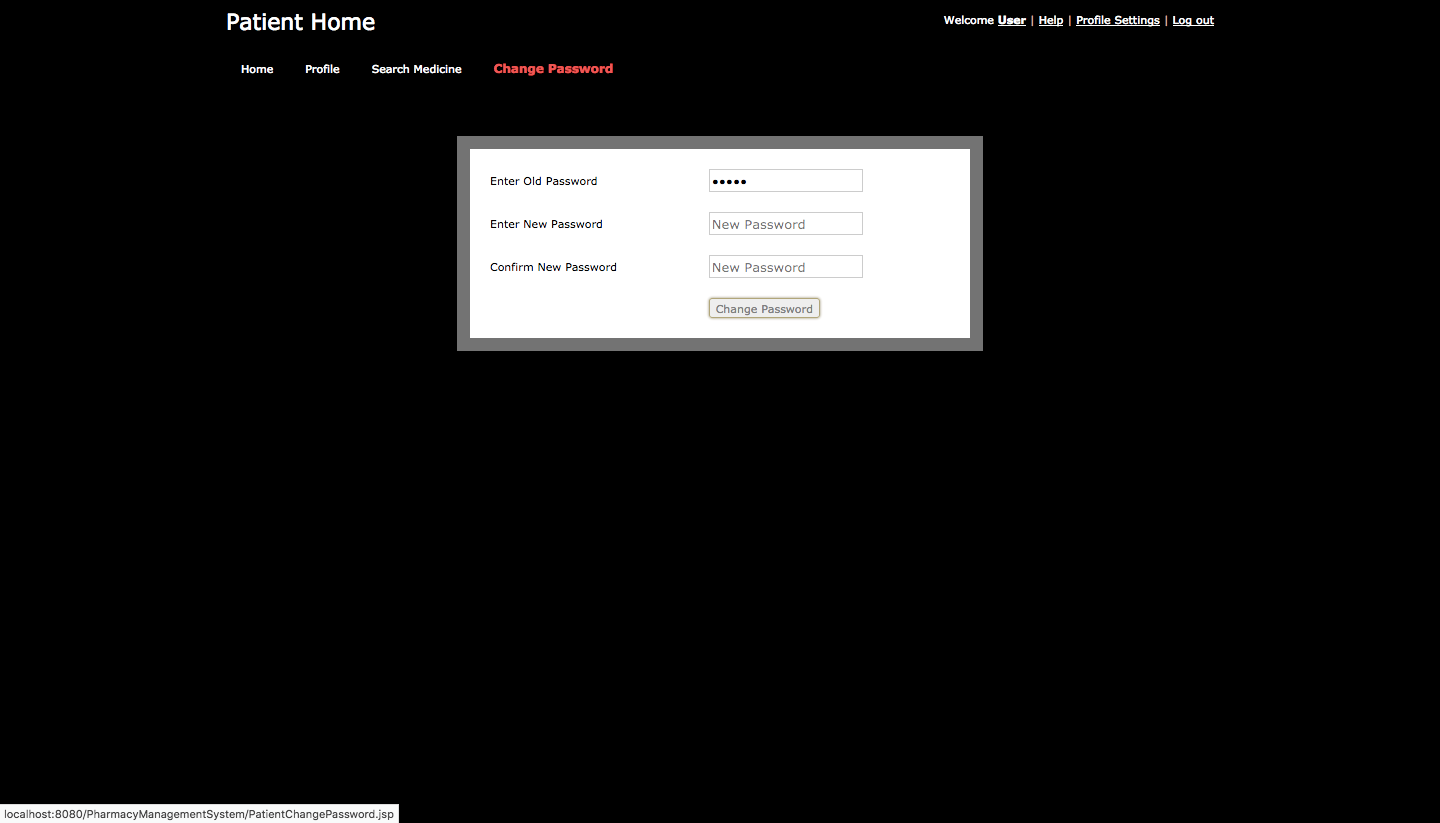 Patient Home
Welcome User | Help | Profile Settings | Log out
Home Profile Search Medicine Change Password
Enter Old Password •••••
Enter New Password New Password
Confirm New Password New Password
Change Password
localhost:8080/PharmacyManagementSystem/PatientChangePassword.jsp